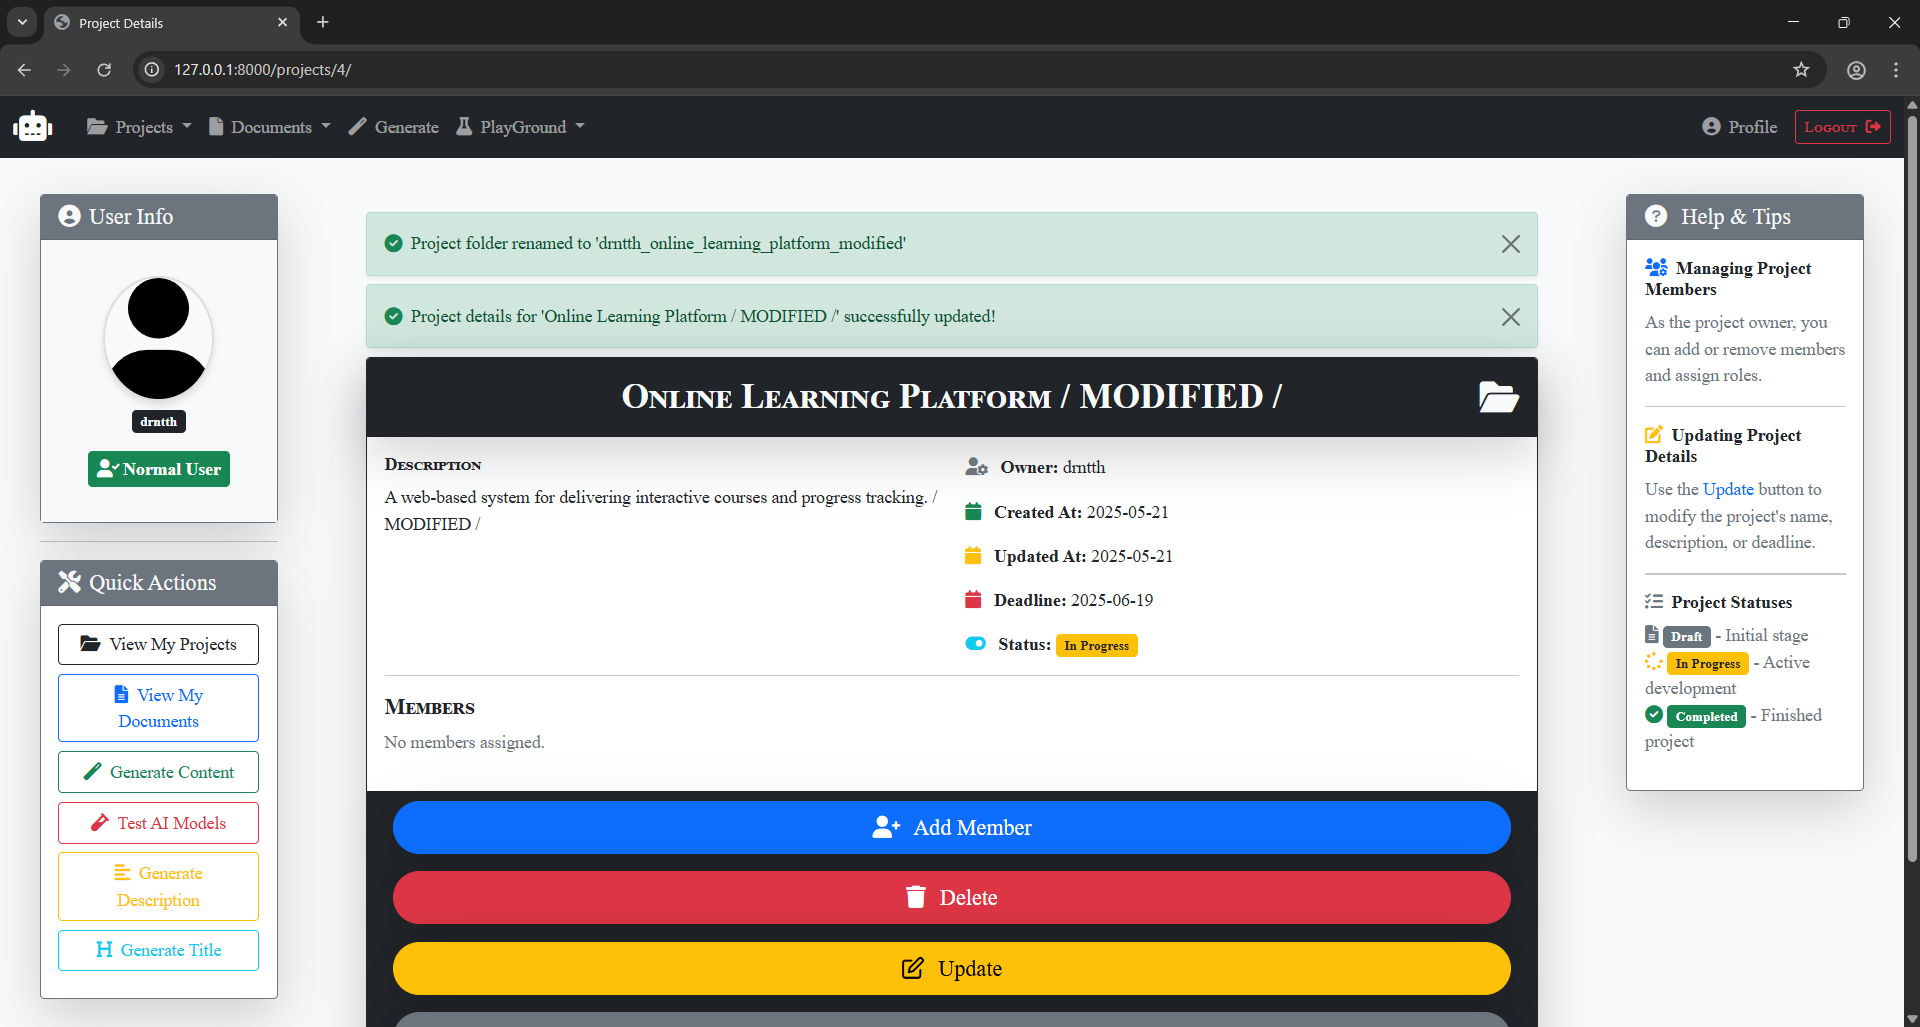 Project Details
127.0.0.1:8000/projects/4/
Projects
Documents
Generate
PlayGround
Profile
Logout
User Info
drntth
Normal User
Quick Actions
View My Projects
View My
Documents
Generate Content
Test AI Models
Generate
Description
Generate Title
Project folder renamed to 'drntth_online_learning_platform_modified'
Project details for 'Online Learning Platform / MODIFIED /' successfully updated!
Online Learning Platform / MODIFIED /
Description
A web-based system for delivering interactive courses and progress tracking. /
MODIFIED /
Owner: drntth
Created At: 2025-05-21
Updated At: 2025-05-21
Deadline: 2025-06-19
Status: In Progress
Members
No members assigned.
Add Member
Delete
Update
Help & Tips
Managing Project
Members
As the project owner, you
can add or remove members
and assign roles.
Updating Project
Details
Use the Update button to
modify the project's name,
description, or deadline.
Project Statuses
Draft - Initial stage
In Progress - Active
development
Completed - Finished
project